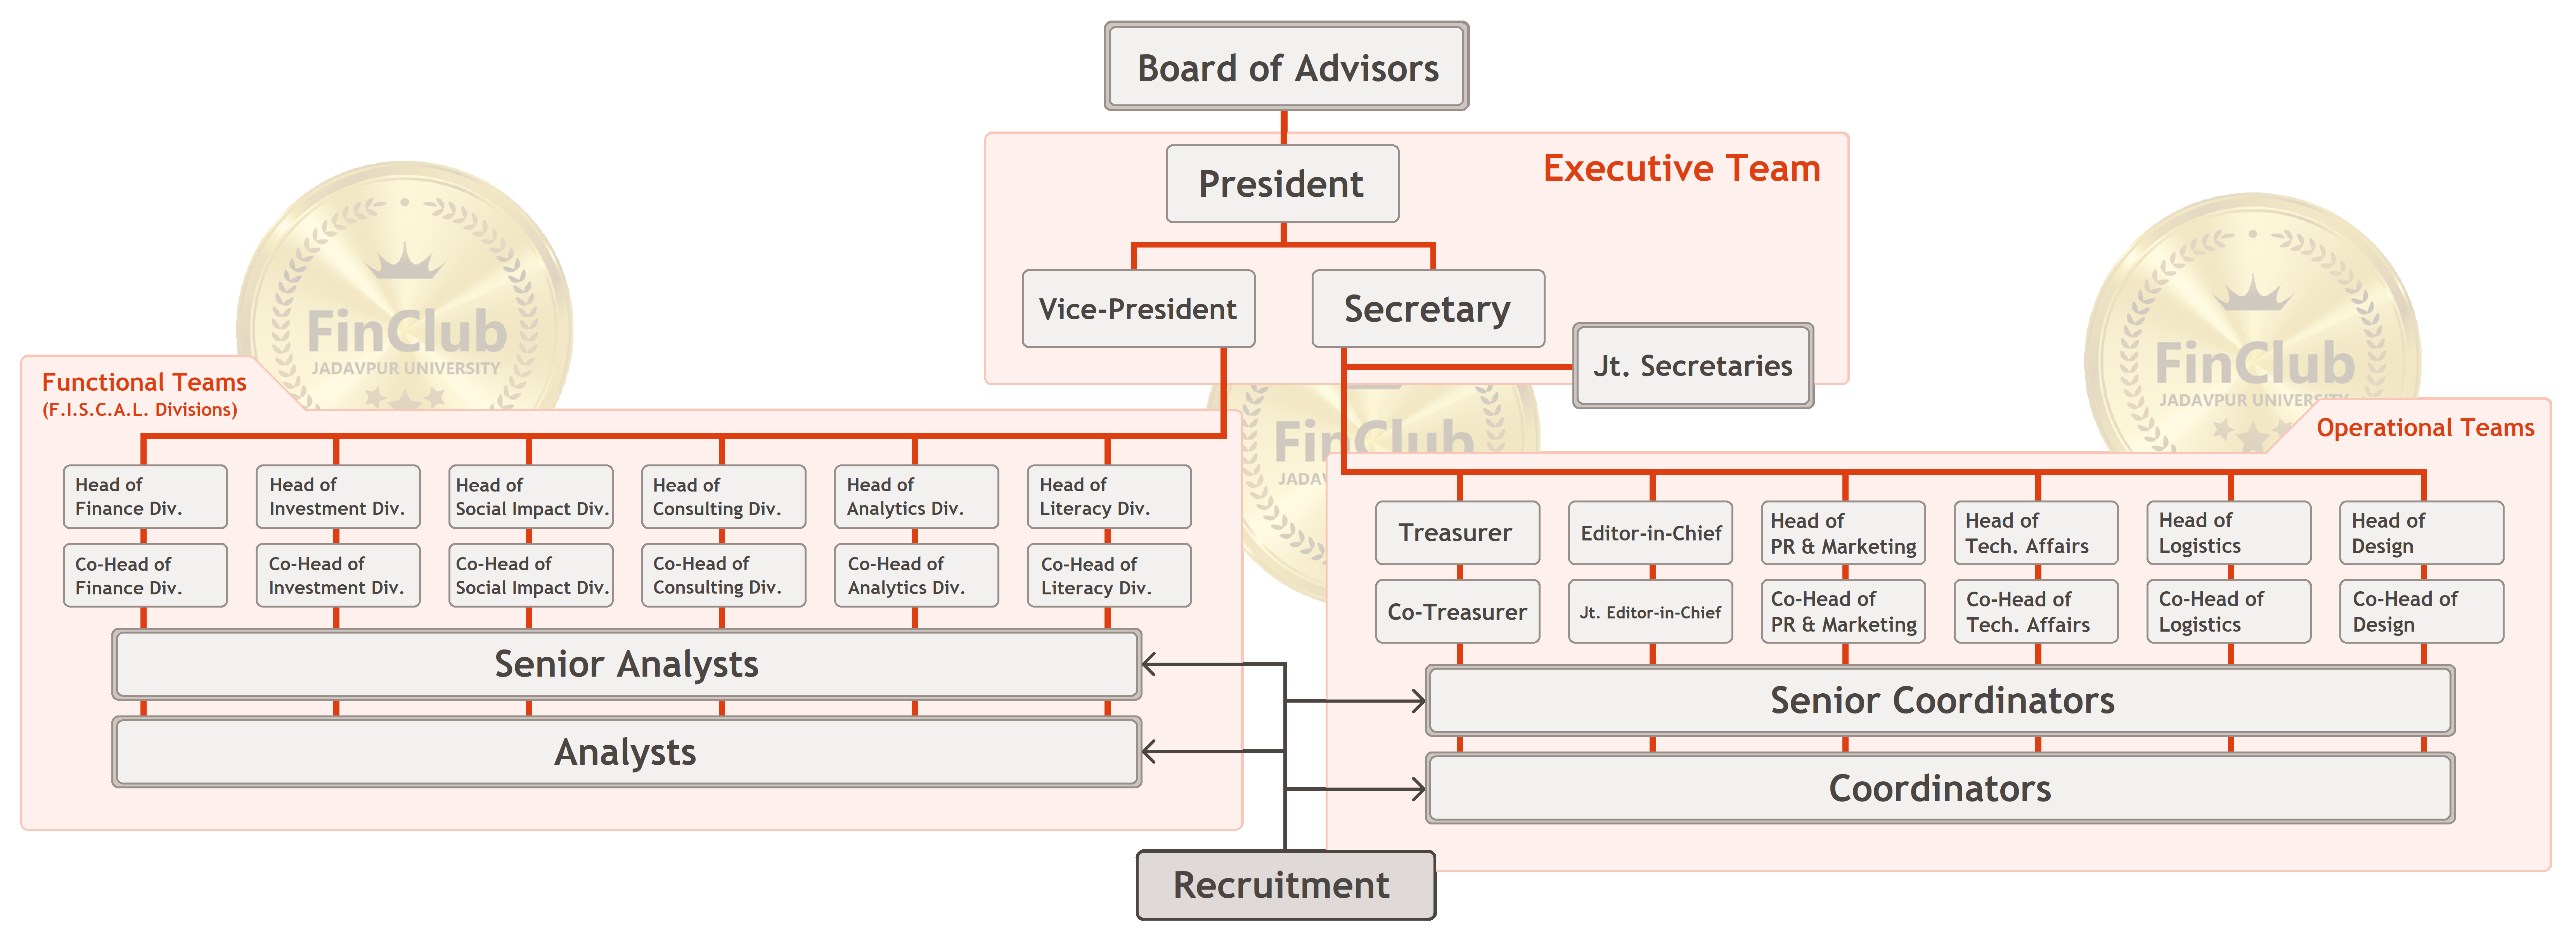 Board of Advisors
President
Executive Team
Vice-President
Secretary
Jt. Secretaries
FinClub
JADAVPUR UNIVERSITY
FinClub
JADAV
FinClub
JADAVPUR UNIVERSITY
Functional Teams
(F.I.S.C.A.L. Divisions)
Head of
Finance Div.
Head of
Investment Div.
Head of
Social Impact Div.
Head of
Consulting Div.
Head of
Analytics Div.
Head of
Literacy Div.
Co-Head of
Finance Div.
Co-Head of
Investment Div.
Co-Head of
Social Impact Div.
Co-Head of
Consulting Div.
Co-Head of
Analytics Div.
Co-Head of
Literacy Div.
Senior Analysts
Analysts
Operational Teams
Treasurer
Editor-in-Chief
Head of
PR & Marketing
Head of
Tech. Affairs
Head of
Logistics
Head of
Design
Co-Treasurer
Jt. Editor-in-Chief
Co-Head of
PR & Marketing
Co-Head of
Tech. Affairs
Co-Head of
Logistics
Co-Head of
Design
Senior Coordinators
Coordinators
Recruitment